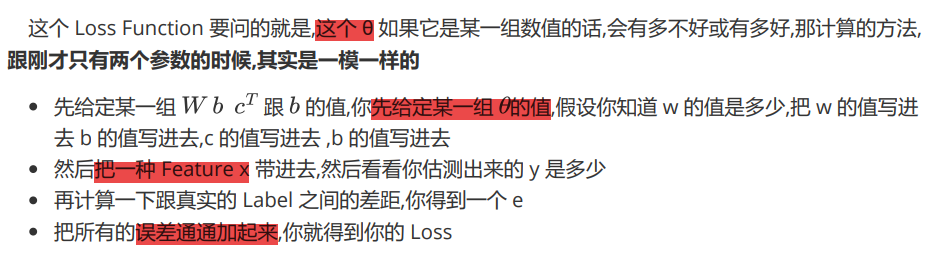 这个 Loss Function 要问的就是,这个 θ 如果它是某一组数值的话,会有多不好或有多好,那计算的方法,
跟刚才只有两个参数的时候,其实是一模一样的
• 先给定某一组 W b c^T 跟 b 的值,你先给定某一组 θ的值,假设你知道 w 的值是多少,把 w 的值写进
去 b 的值写进去,c 的值写进去 ,b 的值写进去
• 然后把一种 Feature x 带进去,然后看看你估测出来的 y 是多少
• 再计算一下跟真实的 Label 之间的差距,你得到一个 e
• 把所有的误差通通加起来,你就得到你的 Loss